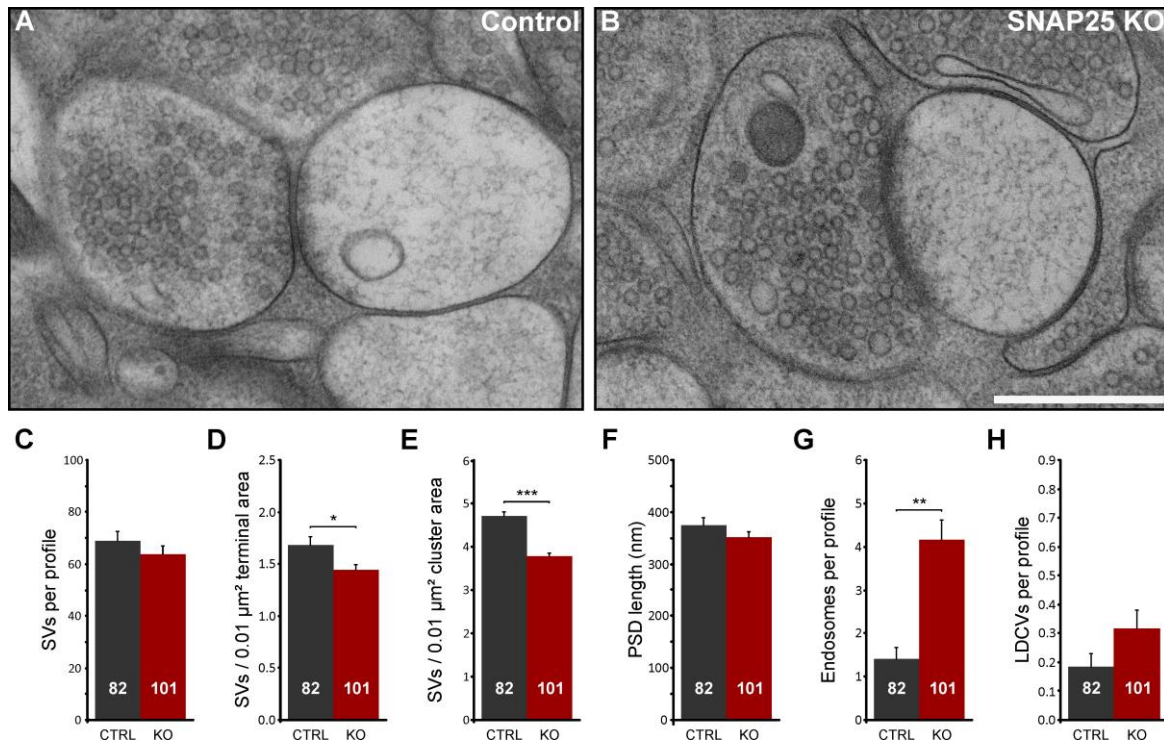 A Control
B SNAP25 KO
C
SVs per profile
100
80
60
40
20
0
82 101
CTRL KO
D
SVs / 0.01 µm² terminal area
2.5
2.0
1.5
1.0
0.5
0.0
*
82 101
CTRL KO
E
SVs / 0.01 µm² cluster area
6
5
4
3
2
1
0
***
82 101
CTRL KO
F
PSD length (nm)
500
450
400
350
300
250
200
150
100
50
0
82 101
CTRL KO
G
Endosomes per profile
6
5
4
3
2
1
0
**
82 101
CTRL KO
H
LDCVs per profile
0.9
0.8
0.7
0.6
0.5
0.4
0.3
0.2
0.1
0.0
82 101
CTRL KO